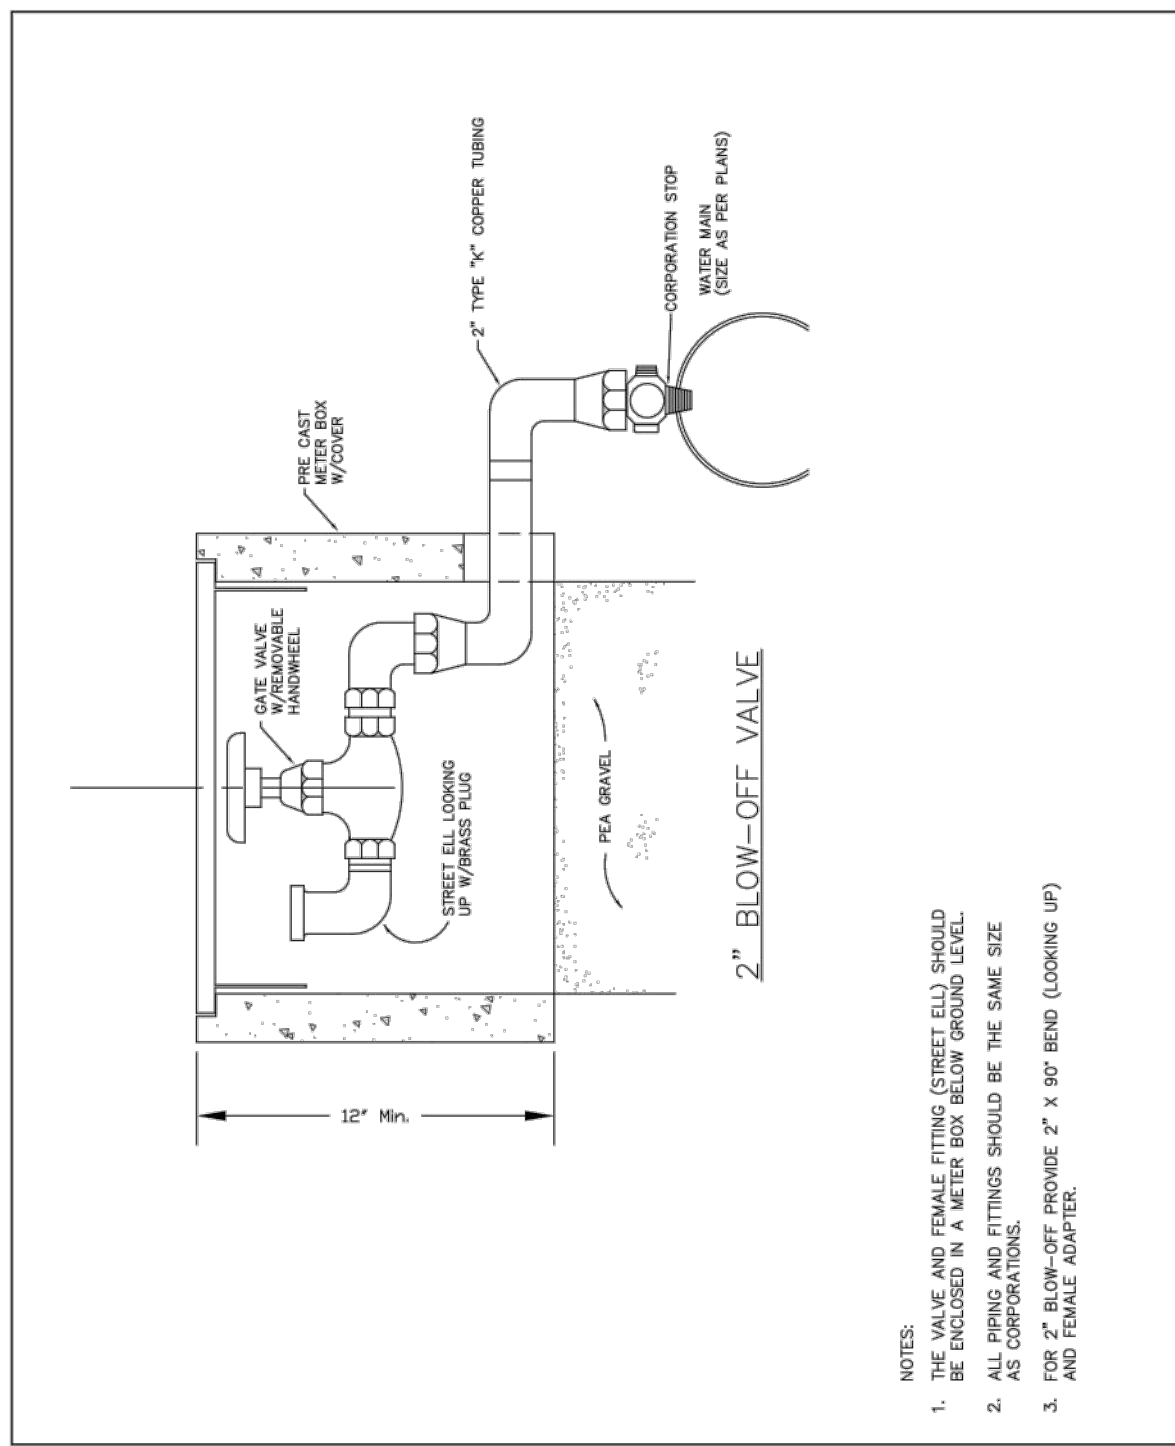 2" TYPE "K" COPPER TUBING
CORPORATION STOP
WATER MAIN
(SIZE AS PER PLANS)
PRE CAST
METER BOX
W/COVER
GATE VALVE
W/REMOVABLE
HANDWHEEL
STREET ELL LOOKING
UP W/BRASS PLUG
PEA GRAVEL
12" Min.
2" BLOW-OFF VALVE
NOTES:
1. THE VALVE AND FEMALE FITTING (STREET ELL) SHOULD
BE ENCLOSED IN A METER BOX BELOW GROUND LEVEL.
2. ALL PIPING AND FITTINGS SHOULD BE THE SAME SIZE
AS CORPORATIONS.
3. FOR 2" BLOW-OFF PROVIDE 2" X 90° BEND (LOOKING UP)
AND FEMALE ADAPTER.